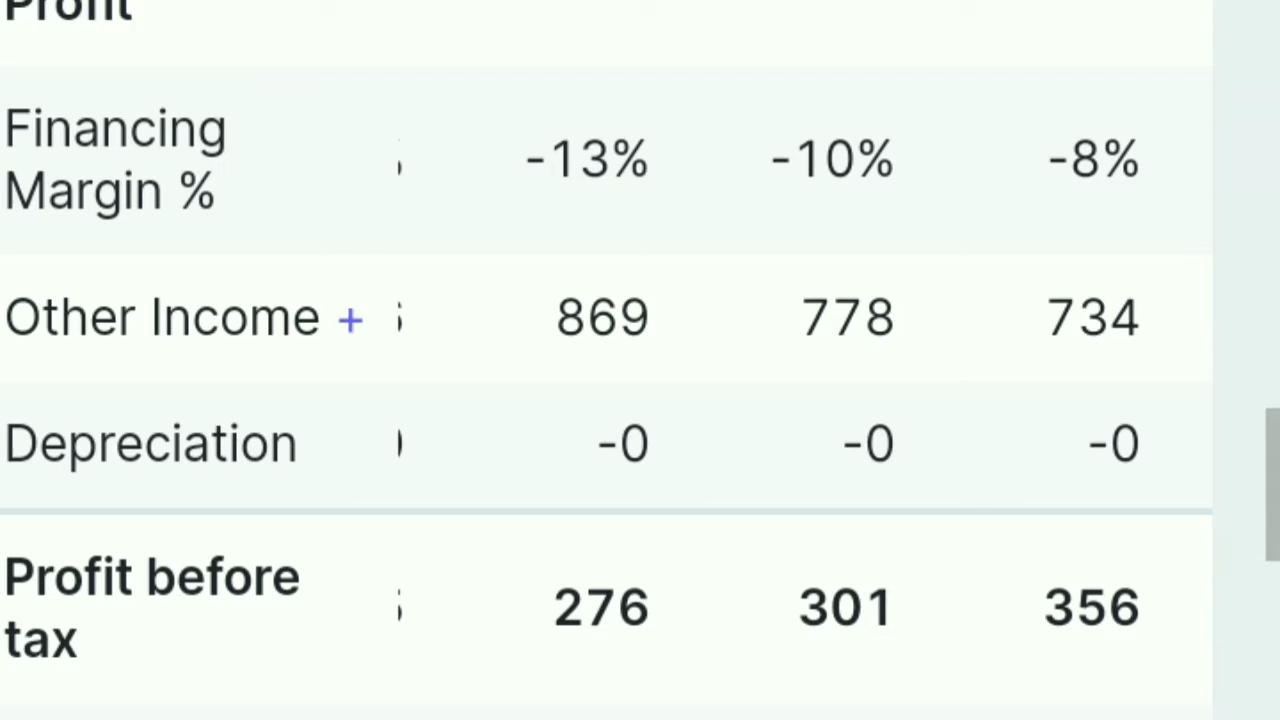 Profit
Financing
Margin % -13% -10% -8%
Other Income + 869 778 734
Depreciation -0 -0 -0
Profit before
tax 276 301 356